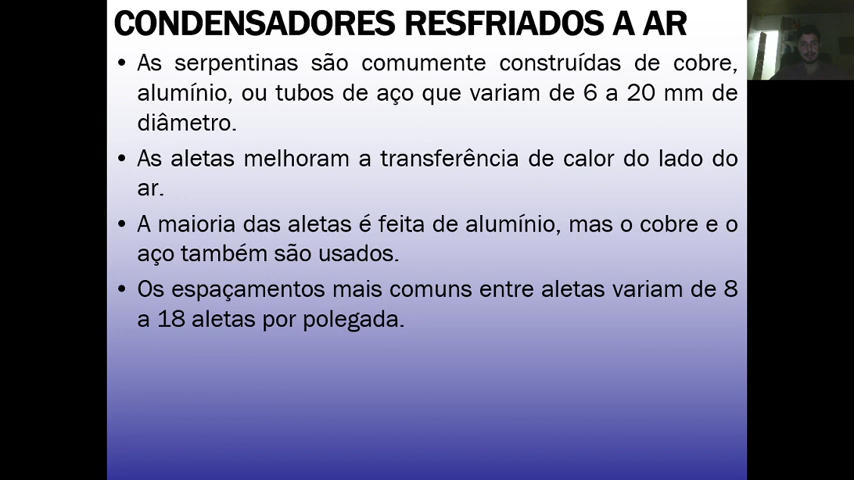 CONDENSADORES RESFRIADOS A AR
• As serpentinas são comumente construídas de cobre,
alumínio, ou tubos de aço que variam de 6 a 20 mm de
diâmetro.
• As aletas melhoram a transferência de calor do lado do
ar.
• A maioria das aletas é feita de alumínio, mas o cobre e o
aço também são usados.
• Os espaçamentos mais comuns entre aletas variam de 8
a 18 aletas por polegada.